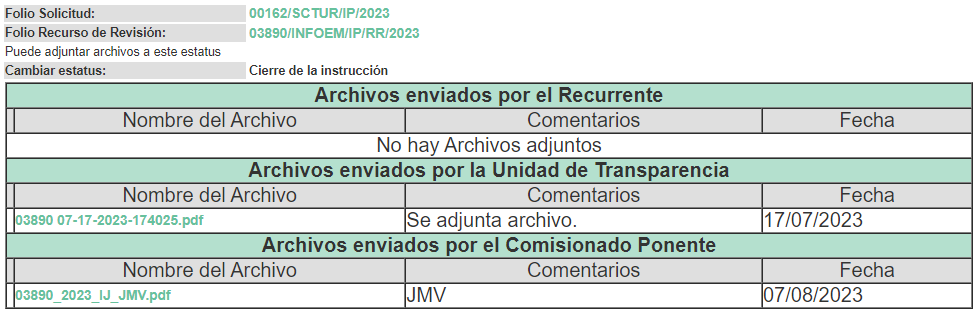 Folio Solicitud: 00162/SCTUR/IP/2023
Folio Recurso de Revisión: 03890/INFOEM/IP/RR/2023
Puede adjuntar archivos a este estatus
Cambiar estatus: Cierre de la instrucción
Archivos enviados por el Recurrente
Nombre del Archivo Comentarios Fecha
No hay Archivos adjuntos
Archivos enviados por la Unidad de Transparencia
Nombre del Archivo Comentarios Fecha
03890 07-17-2023-174025.pdf Se adjunta archivo. 17/07/2023
Archivos enviados por el Comisionado Ponente
Nombre del Archivo Comentarios Fecha
03890_2023_IJ_JMV.pdf JMV 07/08/2023